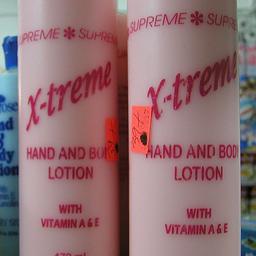 SUPREME * SUPREME
X-treme
HAND AND BODY
LOTION
WITH
VITAMIN A & E
SUPREME * SUPREME
X-treme
HAND AND BODY
LOTION
WITH
VITAMIN A & E